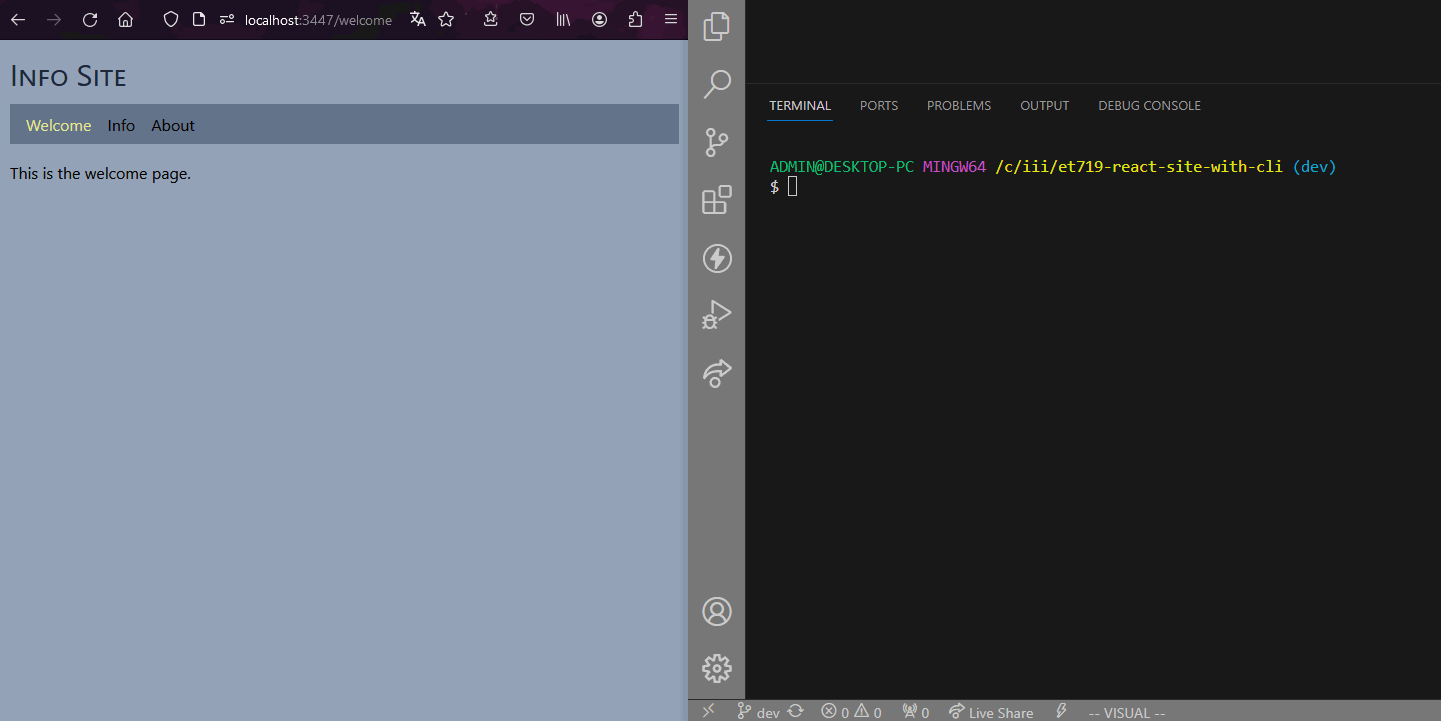 localhost:3447/welcome
Info Site
Welcome Info About
This is the welcome page.
TERMINAL PORTS PROBLEMS OUTPUT DEBUG CONSOLE
ADMIN@DESKTOP-PC MINGW64 /c/iii/et719-react-site-with-cli (dev)
$
dev 0 0 0 Live Share -- VISUAL --